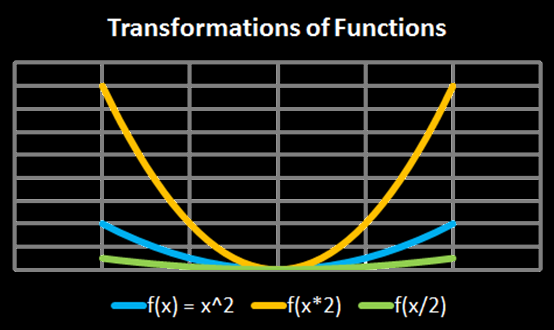 Transformations of Functions
f(x) = x^2 f(x*2) f(x/2)